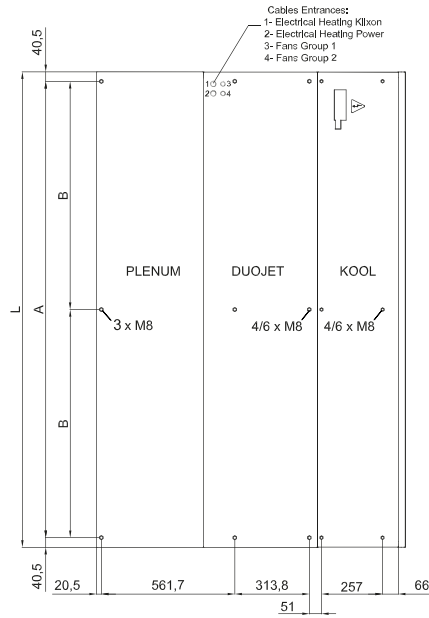 Cables Entrances:
1- Electrical Heating Klixon
2- Electrical Heating Power
3- Fans Group 1
4- Fans Group 2
40,5
1 3
2 4
B
PLENUM DUOJET KOOL
L
A
3 x M8
4/6 x M8
4/6 x M8
B
40,5
20,5
561,7
313,8
257
66
51